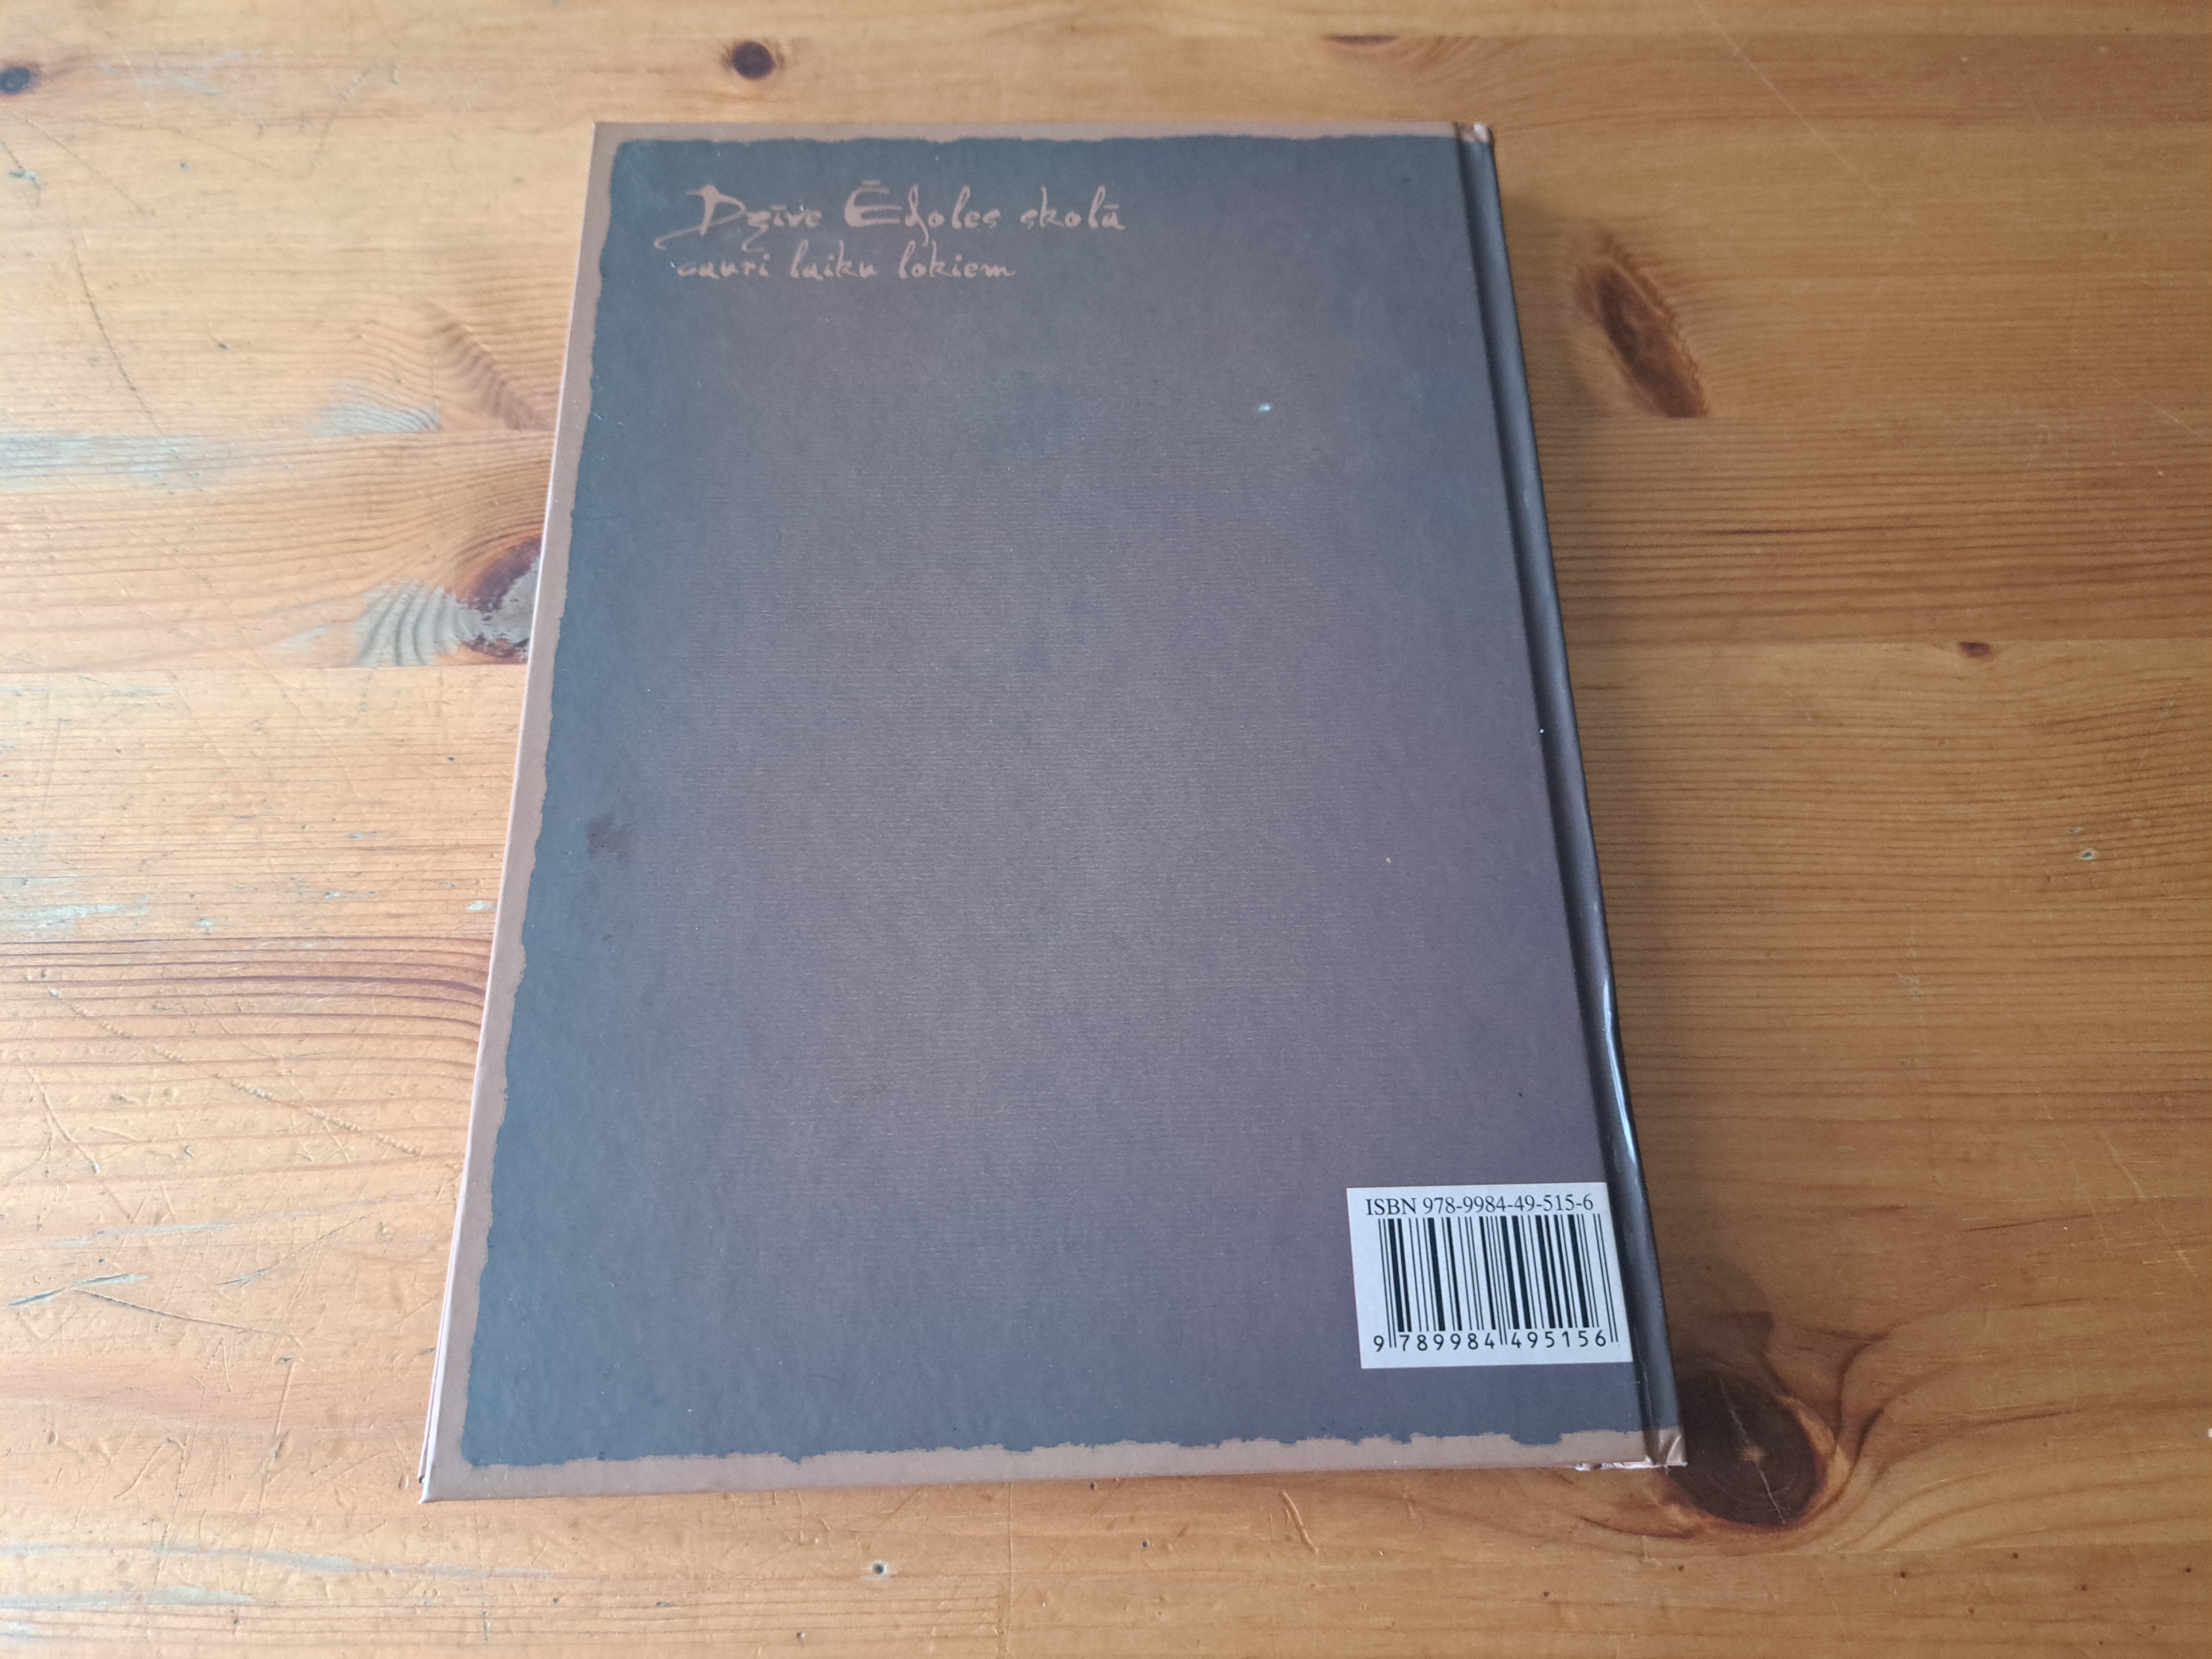 Dzīve Ēdoles skolā
cauri laiku lokiem
ISBN 978-9984-49-515-6
9 789984 495156